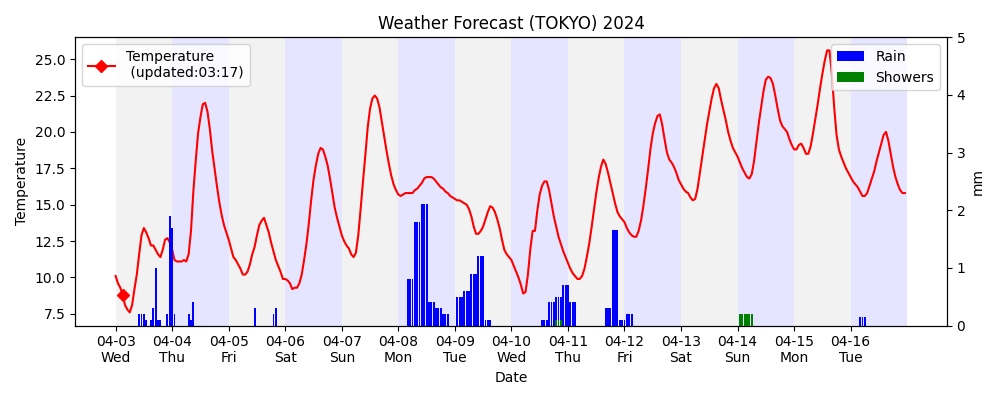 Weather Forecast (TOKYO) 2024
Temperature
(updated:03:17)
Rain
Showers
Temperature
25.0
22.5
20.0
17.5
15.0
12.5
10.0
7.5
5
4
3
2
1
0
mm
04-03 04-04 04-05 04-06 04-07 04-08 04-09 04-10 04-11 04-12 04-13 04-14 04-15 04-16
Wed Thu Fri Sat Sun Mon Tue Wed Thu Fri Sat Sun Mon Tue
Date